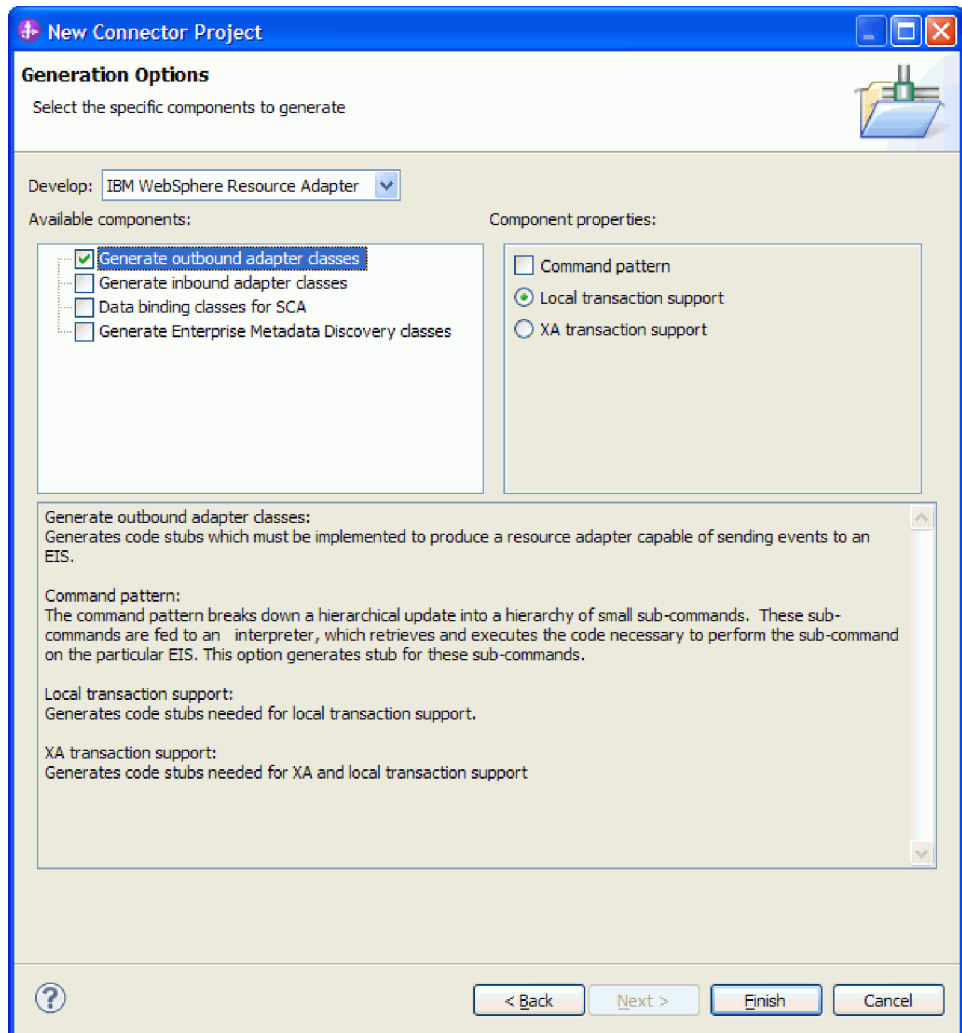 New Connector Project
Generation Options
Select the specific components to generate
Develop: IBM WebSphere Resource Adapter
Available components:
Component properties:
Generate outbound adapter classes
Generate inbound adapter classes
Data binding classes for SCA
Generate Enterprise Metadata Discovery classes
Command pattern
Local transaction support
XA transaction support
Generate outbound adapter classes:
Generates code stubs which must be implemented to produce a resource adapter capable of sending events to an
EIS.
Command pattern:
The command pattern breaks down a hierarchical update into a hierarchy of small sub-commands. These sub-
commands are fed to an interpreter, which retrieves and executes the code necessary to perform the sub-command
on the particular EIS. This option generates stub for these sub-commands.
Local transaction support:
Generates code stubs needed for local transaction support.
XA transaction support:
Generates code stubs needed for XA and local transaction support
?
< Back
Next >
Finish
Cancel